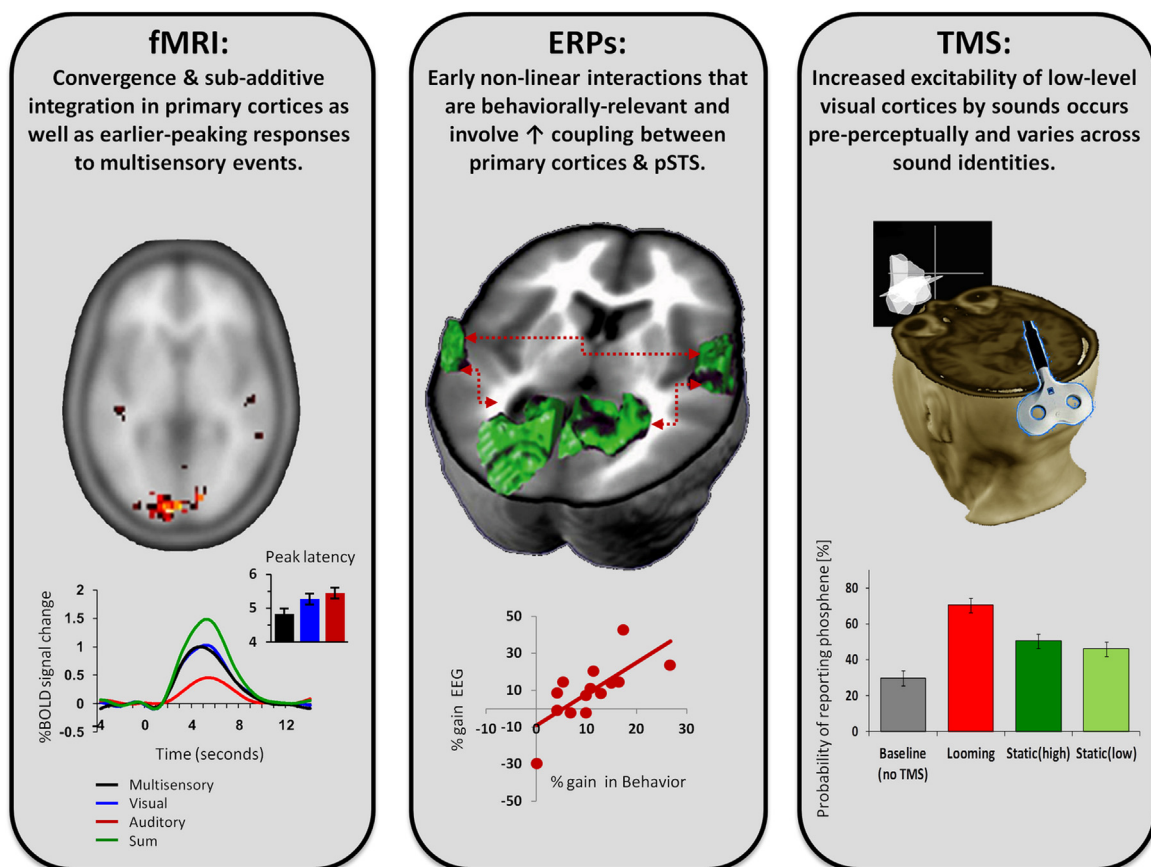 fMRI:
Convergence & sub-additive
integration in primary cortices as
well as earlier-peaking responses
to multisensory events.
Peak latency
6
5
4
%BOLD signal change
2
1.5
1
0.5
0
-0.5
-4
0
4
8
12
Time (seconds)
Multisensory
Visual
Auditory
Sum
ERPs:
Early non-linear interactions that
are behaviorally-relevant and
involve ↑ coupling between
primary cortices & pSTS.
% gain EEG
50
30
10
-10
-30
-50
-10
0
10
20
30
% gain in Behavior
TMS:
Increased excitability of low-level
visual cortices by sounds occurs
pre-perceptually and varies across
sound identities.
Probability of reporting phosphene [%]
80
60
40
20
0
Baseline
(no TMS)
Looming
Static(high)
Static(low)